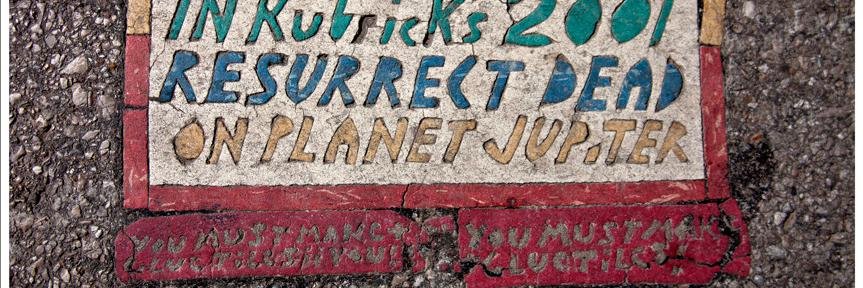 IN KUBRicKs 2001
RESURRECT DEAD
ON PLANET JUPiTER
YOU MUST MAKE
YOU MUST MAK